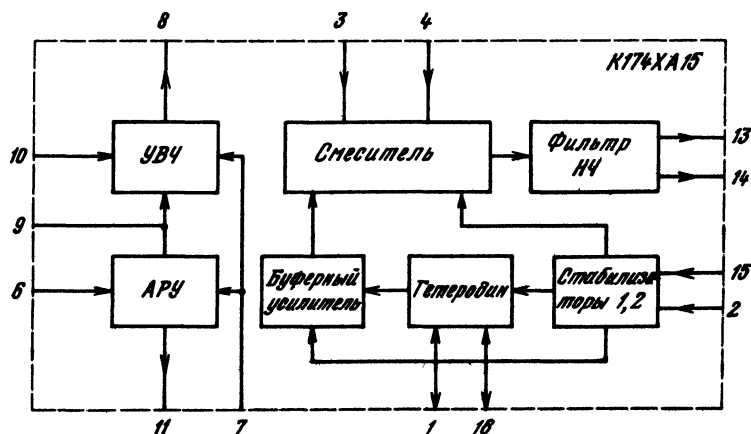 8 3 4
К174ХА15
10 УВЧ Смеситель Фильтр НЧ 13
14
9
6 АРУ Буферный усилитель Гетеродин Стабилиза-
торы 1,2 15
2
11 7 1 16